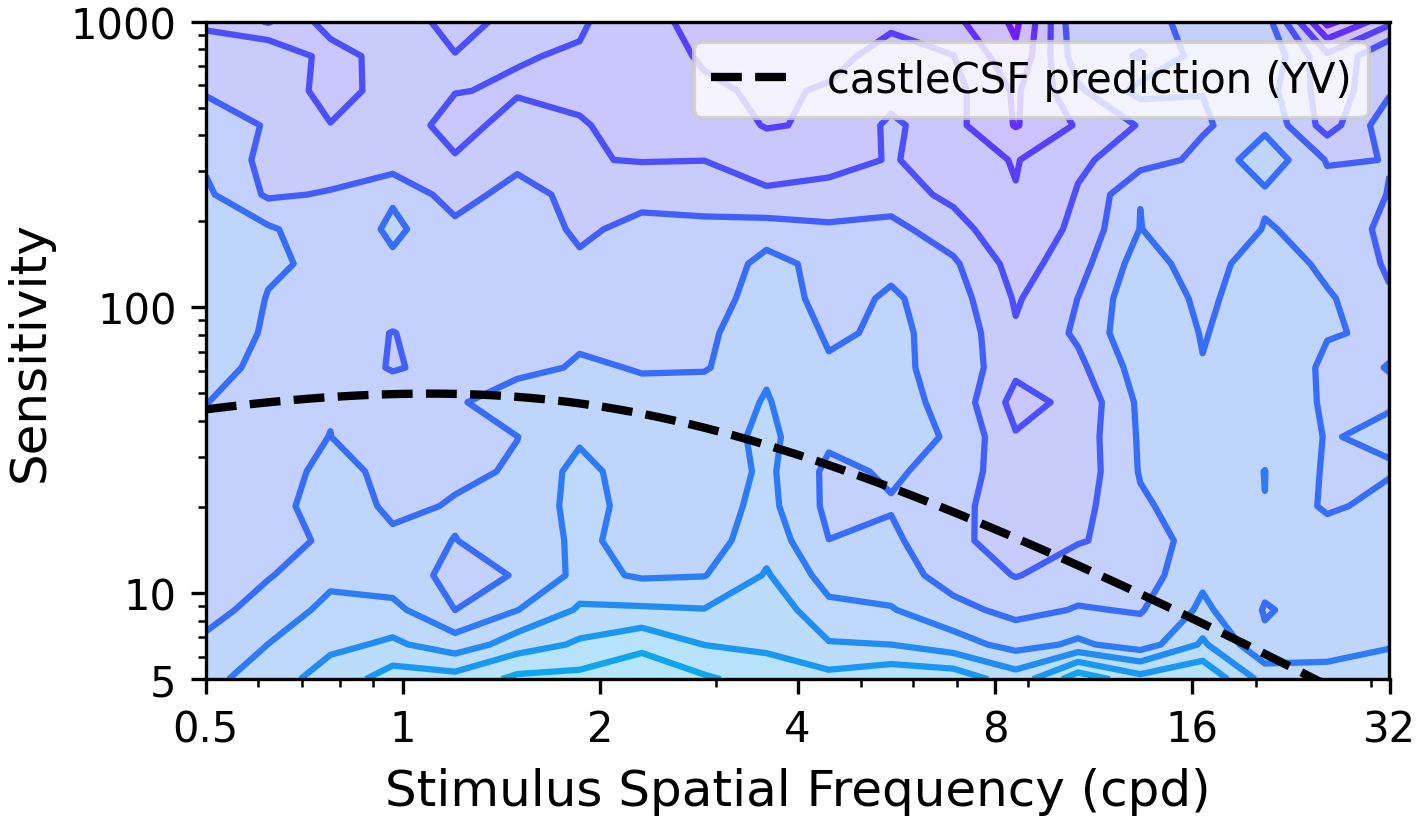 1000
castleCSF prediction (YV)
100
10
5
Sensitivity
0.5 1 2 4 8 16 32
Stimulus Spatial Frequency (cpd)